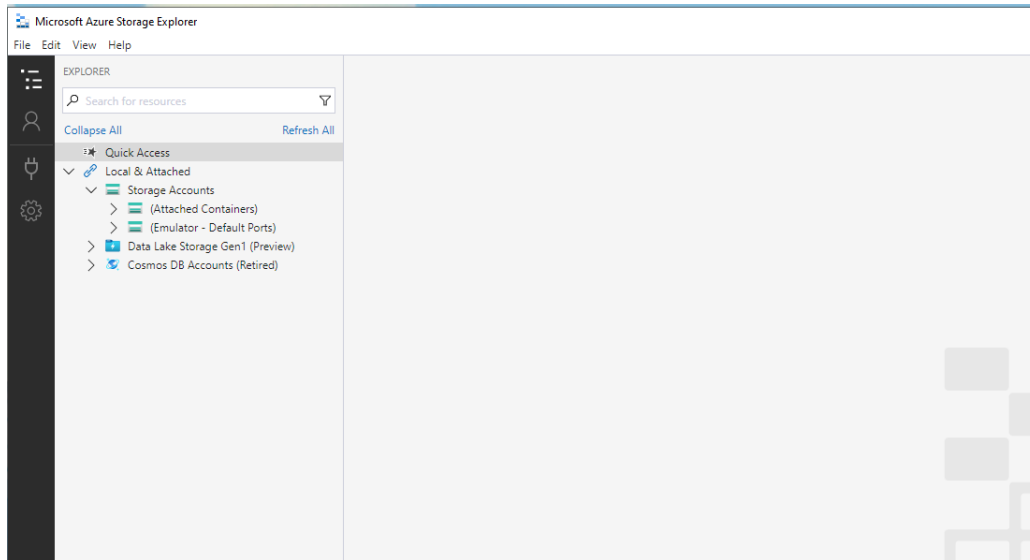 Microsoft Azure Storage Explorer
File Edit View Help
EXPLORER
Search for resources
Collapse All Refresh All
Quick Access
Local & Attached
Storage Accounts
(Attached Containers)
(Emulator - Default Ports)
Data Lake Storage Gen1 (Preview)
Cosmos DB Accounts (Retired)